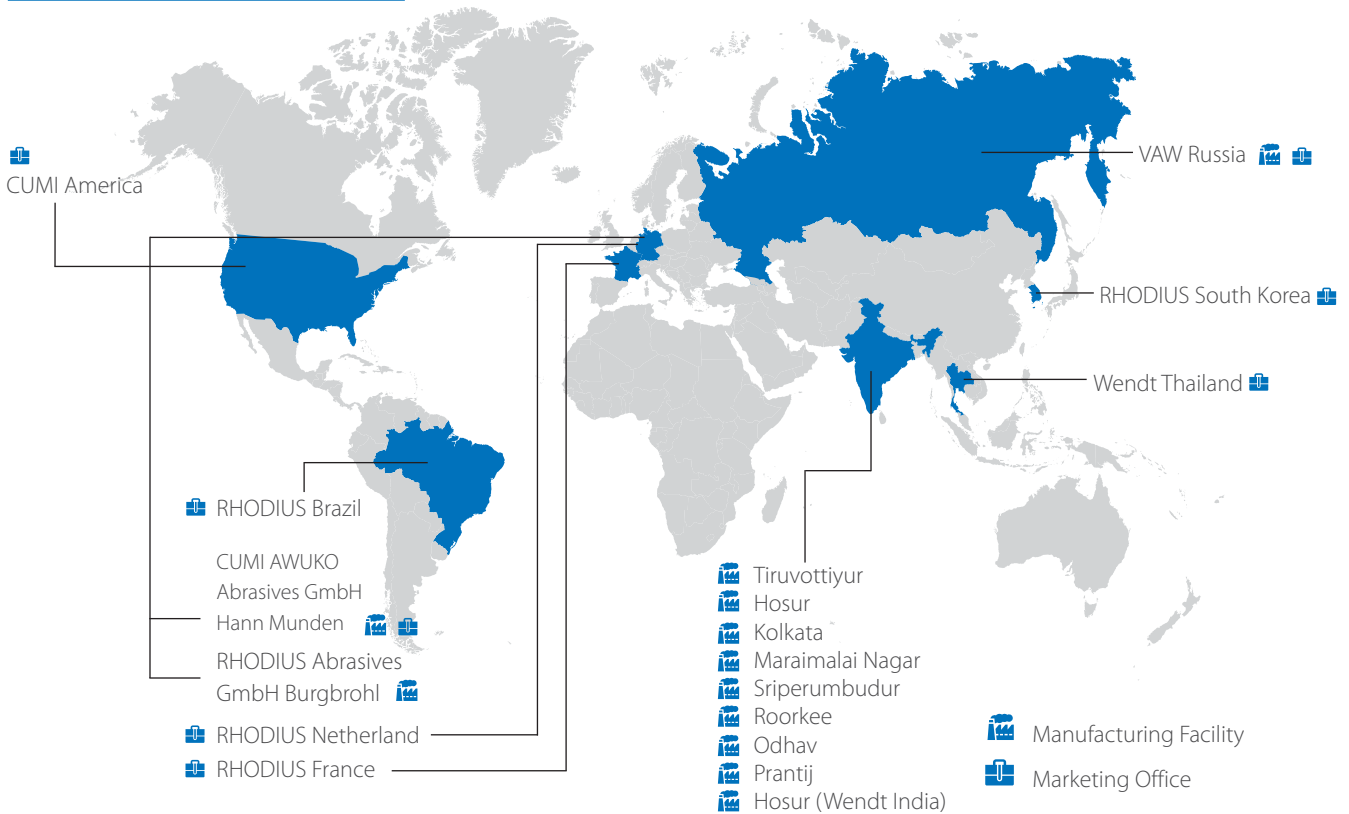 CUMI America
VAW Russia
RHODIUS South Korea
Wendt Thailand
RHODIUS Brazil
CUMI AWUKO
Abrasives GmbH
Hann Munden
RHODIUS Abrasives
GmbH Burgbrohl
RHODIUS Netherland
RHODIUS France
Tiruvottiyur
Hosur
Kolkata
Maraimalai Nagar
Sriperumbudur
Roorkee
Odhav
Prantij
Hosur (Wendt India)
Manufacturing Facility
Marketing Office